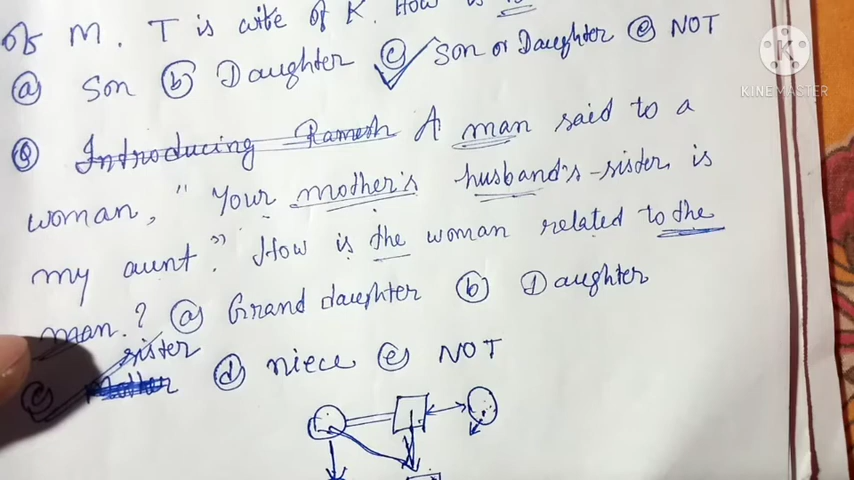 of M. T is wife of K. How is
(a) Son (b) Daughter (c) Son or Daughter (e) NOT
K
KINEMASTER
(Q) Introducing Ramesh A man said to a
woman, "Your mother's husband's-sister is
my aunt." How is the woman related to the
man.? (a) Grand daughter (b) Daughter
sister
(c) mother (d) niece (e) NOT